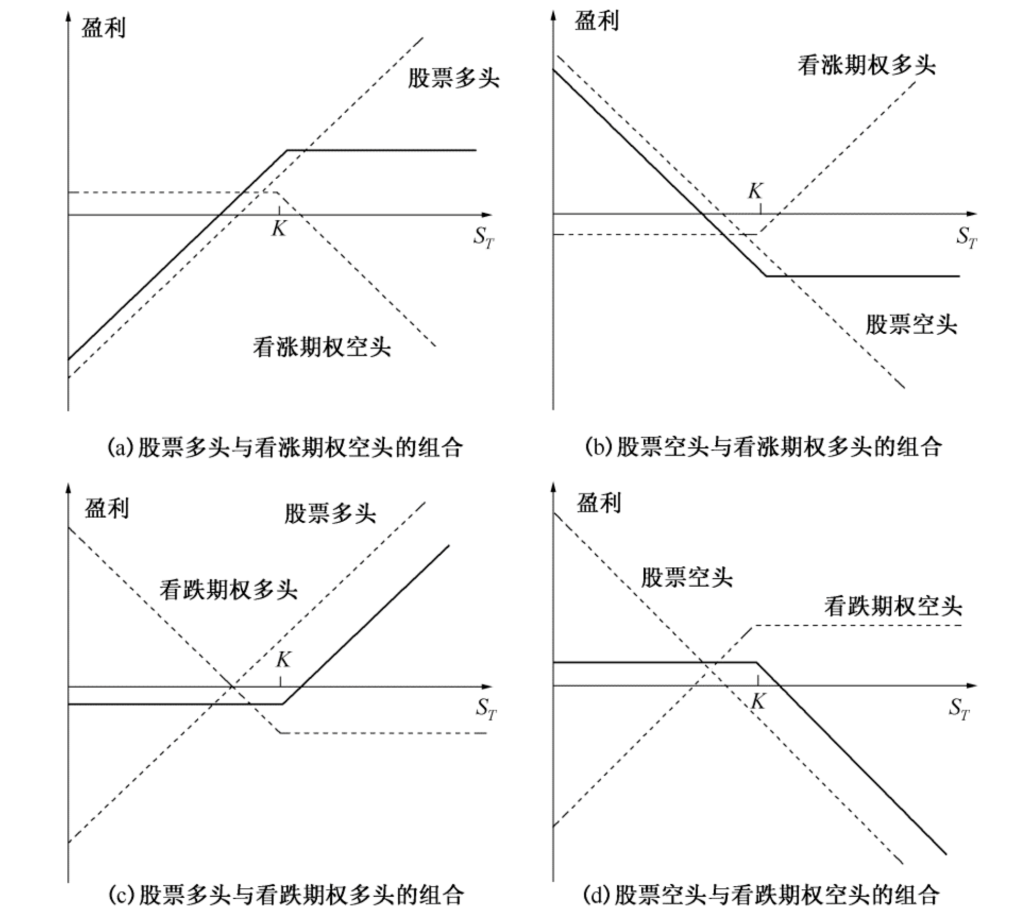 盈利
股票多头
K
S_T
看涨期权空头
(a)股票多头与看涨期权空头的组合
盈利
看涨期权多头
K
S_T
股票空头
(b)股票空头与看涨期权多头的组合
盈利
股票多头
看跌期权多头
K
S_T
(c)股票多头与看跌期权多头的组合
盈利
股票空头
看跌期权空头
K
S_T
(d)股票空头与看跌期权空头的组合